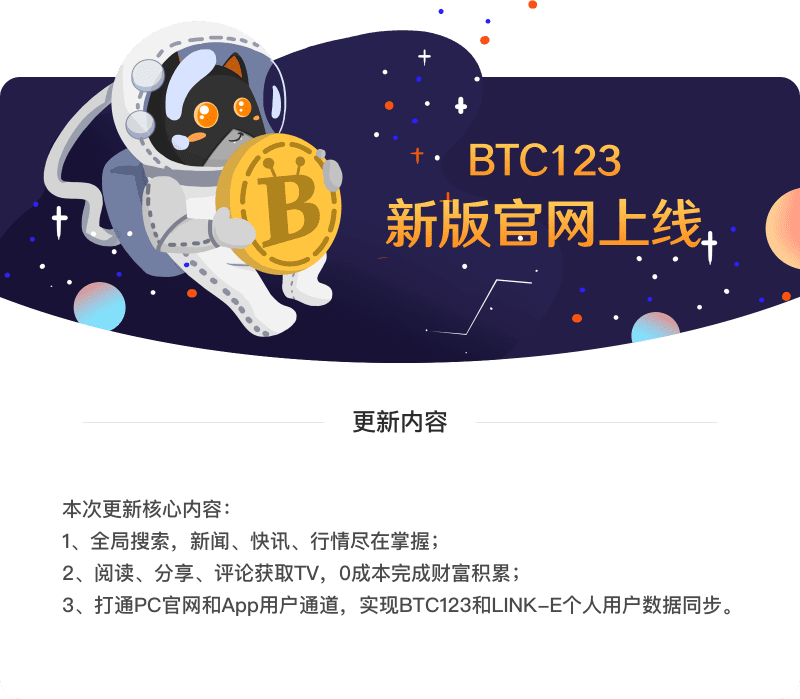 BTC123
新版官网上线
B
更新内容
本次更新核心内容：
1、全局搜索，新闻、快讯、行情尽在掌握；
2、阅读、分享、评论获取TV，0成本完成财富积累；
3、打通PC官网和App用户通道，实现BTC123和LINK-E个人用户数据同步。